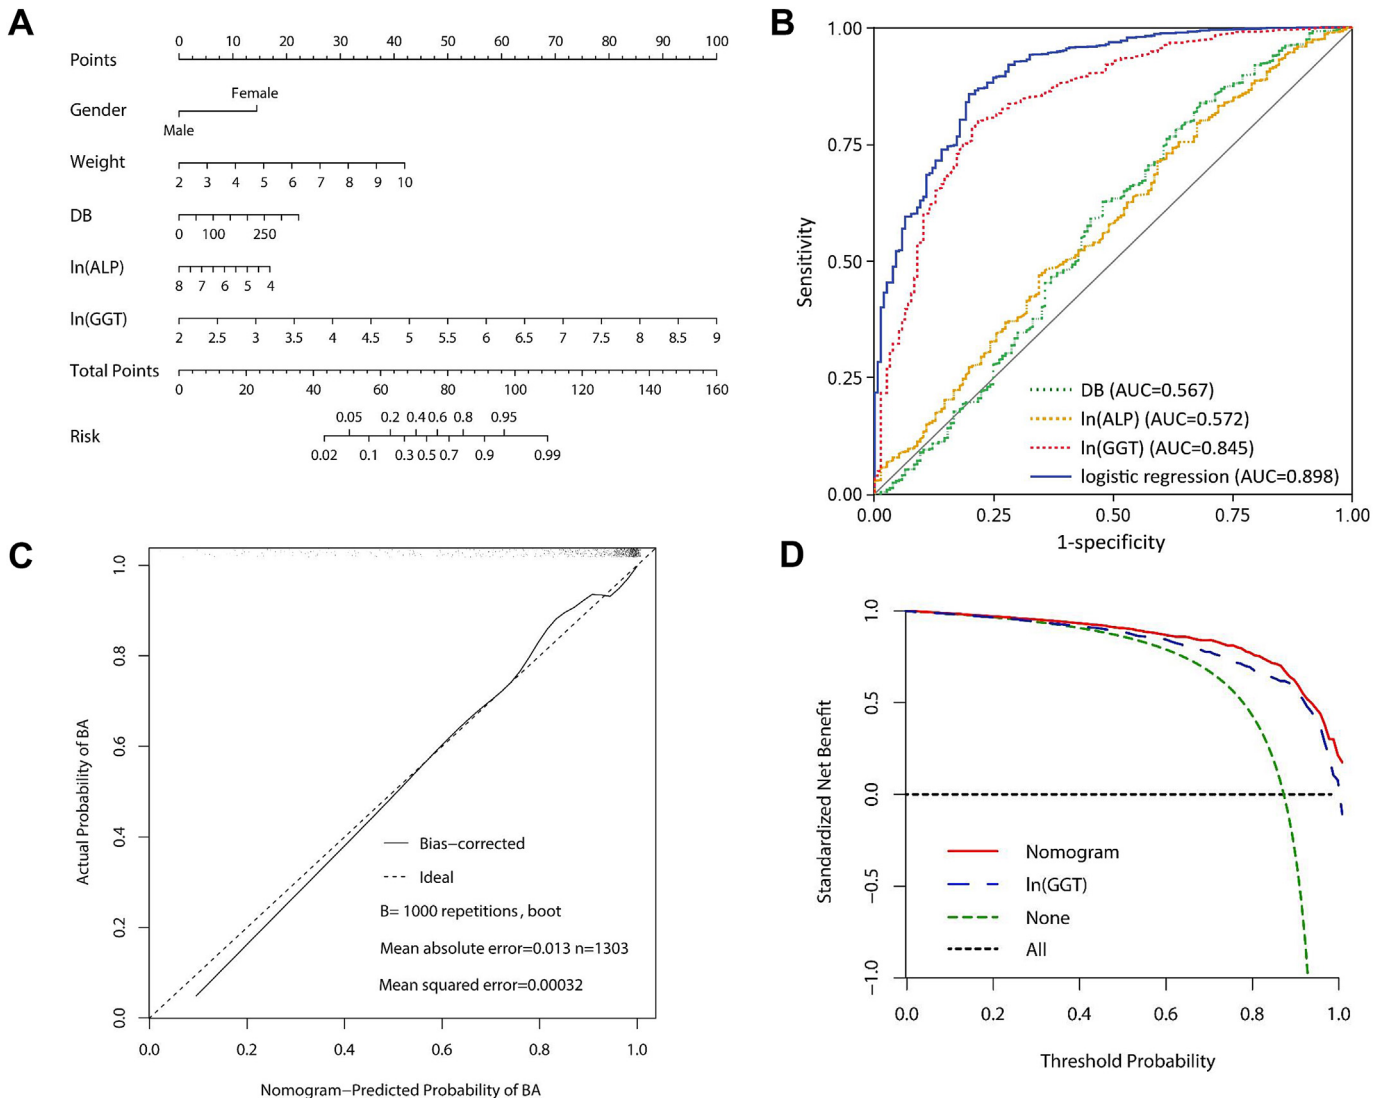 A
Points
0 10 20 30 40 50 60 70 80 90 100
Gender
Female
Male
Weight
2 3 4 5 6 7 8 9 10
DB
0 100 250
ln(ALP)
8 7 6 5 4
ln(GGT)
2 2.5 3 3.5 4 4.5 5 5.5 6 6.5 7 7.5 8 8.5 9
Total Points
0 20 40 60 80 100 120 140 160
Risk
0.05 0.2 0.4 0.6 0.8 0.95
0.02 0.1 0.3 0.5 0.7 0.9 0.99
B
Sensitivity
1.00
0.75
0.50
0.25
0.00
DB (AUC=0.567)
ln(ALP) (AUC=0.572)
ln(GGT) (AUC=0.845)
logistic regression (AUC=0.898)
0.00 0.25 0.50 0.75 1.00
1-specificity
C
Actual Probability of BA
1.0
0.8
0.6
0.4
0.2
0.0
Bias-corrected
Ideal
B= 1000 repetitions, boot
Mean absolute error=0.013 n=1303
Mean squared error=0.00032
0.0 0.2 0.4 0.6 0.8 1.0
Nomogram-Predicted Probability of BA
D
Standardized Net Benefit
1.0
0.5
0.0
-0.5
-1.0
Nomogram
ln(GGT)
None
All
0.0 0.2 0.4 0.6 0.8 1.0
Threshold Probability